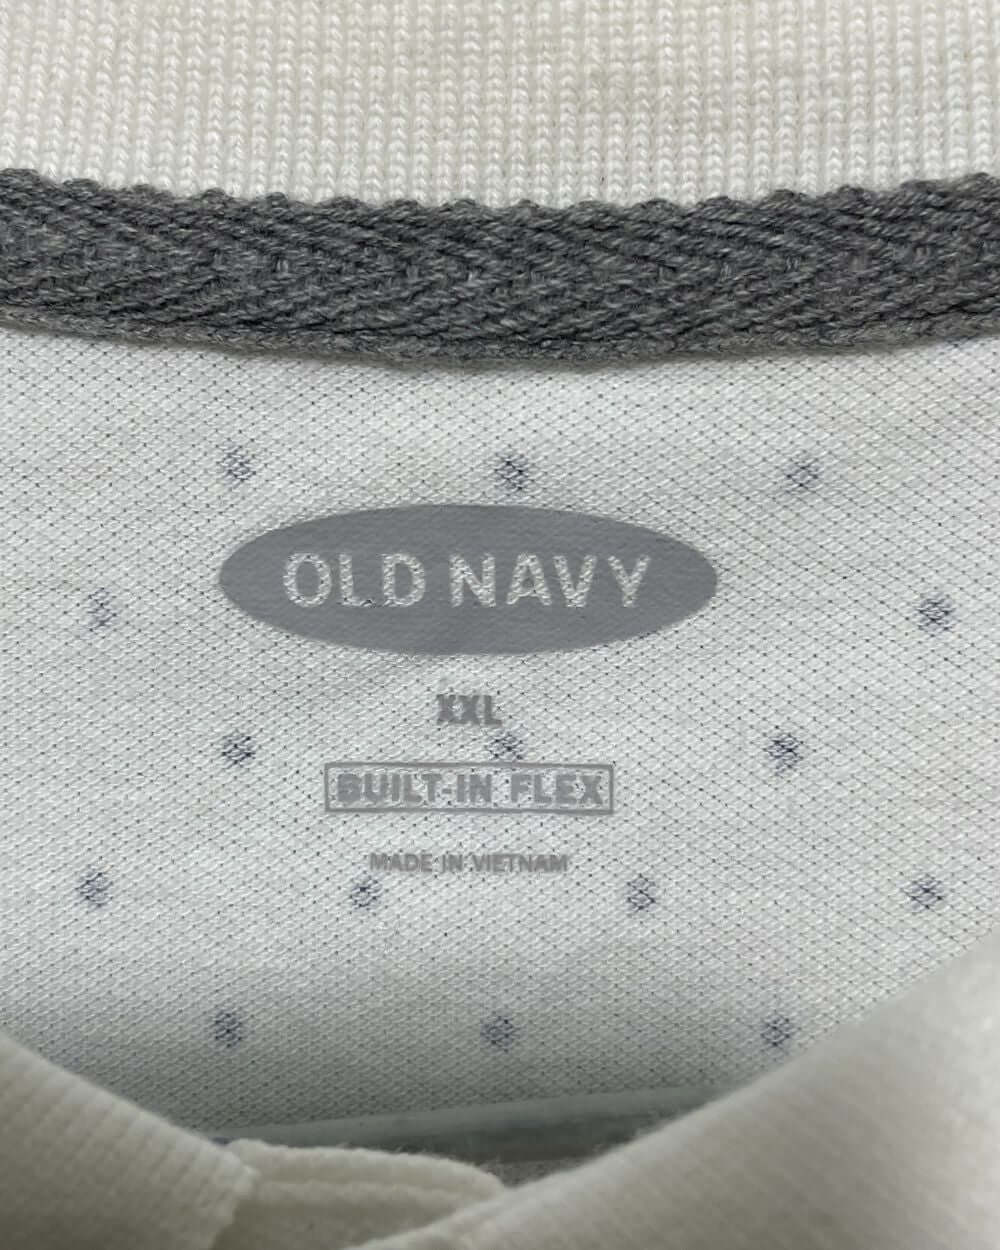 OLD NAVY
XXL
BUILT-IN FLEX
MADE IN VIETNAM